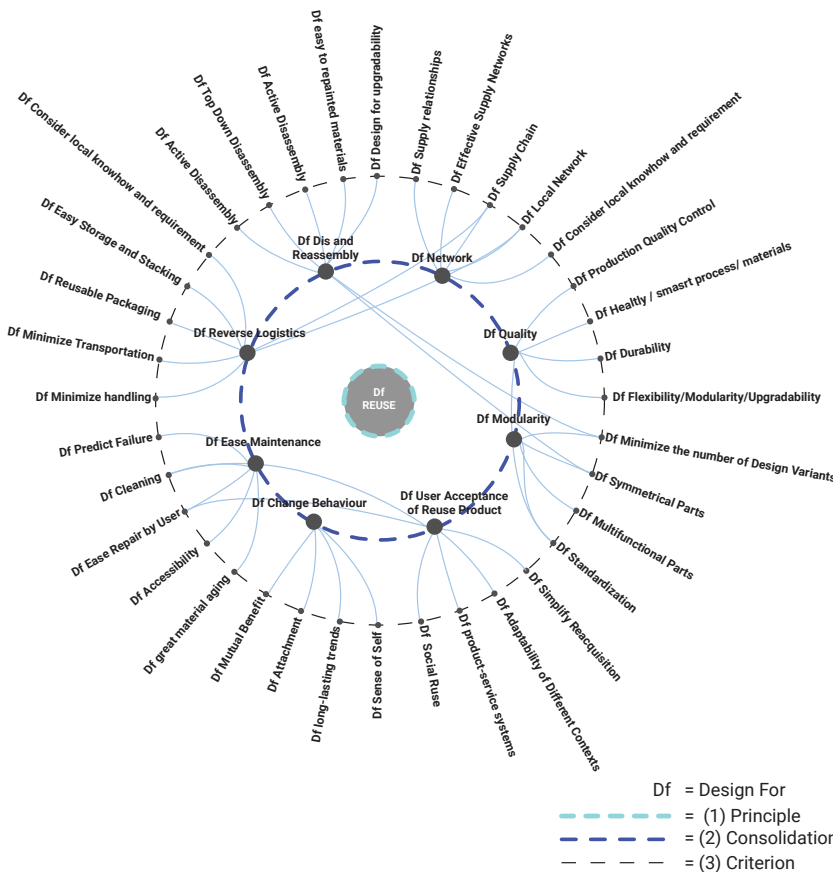 Df Consider local knowhow and requirement
Df Active Disassembly
Df Top Down Disassembly
Df Active Disassembly
Df easy to repainted materials
Df Design for upgradability
Df Supply relationships
Df Effective Supply Networks
Df Supply Chain
Df Local Network
Df Consider local knowhow and requirement
Df Production Quality Control
Df Healtly / smasrt process/ materials
Df Durability
Df Flexibility/Modularity/Upgradability
Df Minimize the number of Design Variants
Df Symmetrical Parts
Df Multifunctional Parts
Df Standardization
Df Simplify Reacquisition
Df Adaptability of Different Contexts
Df product-service systems
Df Social Ruse
Df Sense of Self
Df long-lasting trends
Df Attachment
Df Mutual Benefit
Df great material aging
Df Accessibility
Df Ease Repair by User
Df Cleaning
Df Predict Failure
Df Minimize handling
Df Minimize Transportation
Df Reusable Packaging
Df Easy Storage and Stacking
Df Dis and
Reassembly
Df Network
Df Reverse Logistics
Df Quality
Df
REUSE
Df Modularity
Df Ease Maintenance
Df Change Behaviour
Df User Acceptance
of Reuse Product
Df = Design For
= (1) Principle
= (2) Consolidation
= (3) Criterion